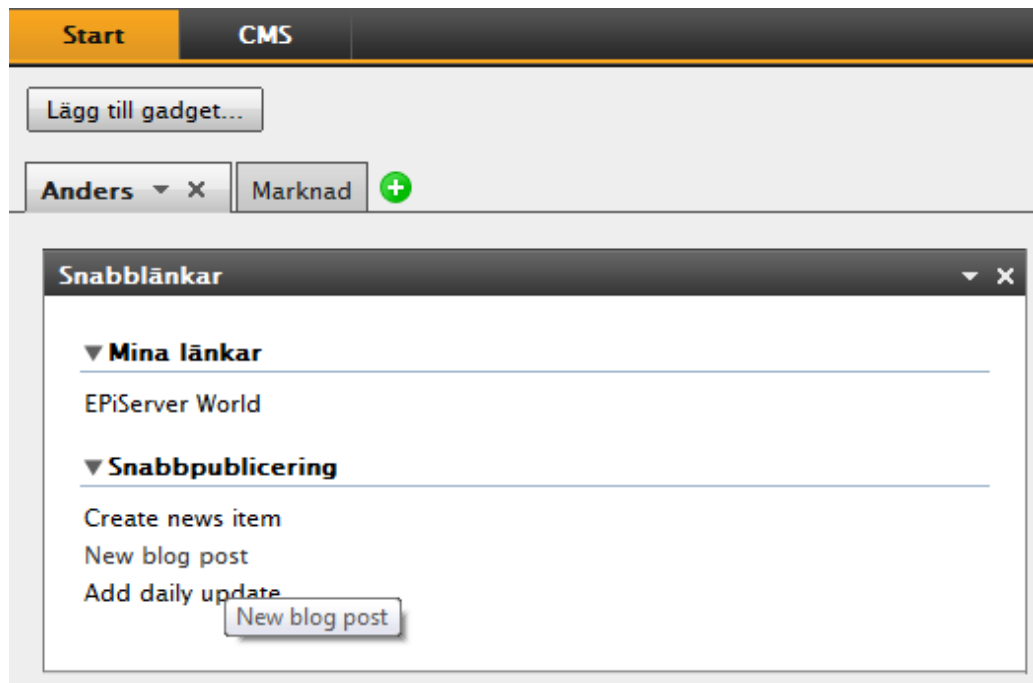 Start CMS
Lägg till gadget...
Anders Marknad
Snabblänkar
Mina länkar
EPiServer World
Snabbpublicering
Create news item
New blog post
Add daily update
New blog post